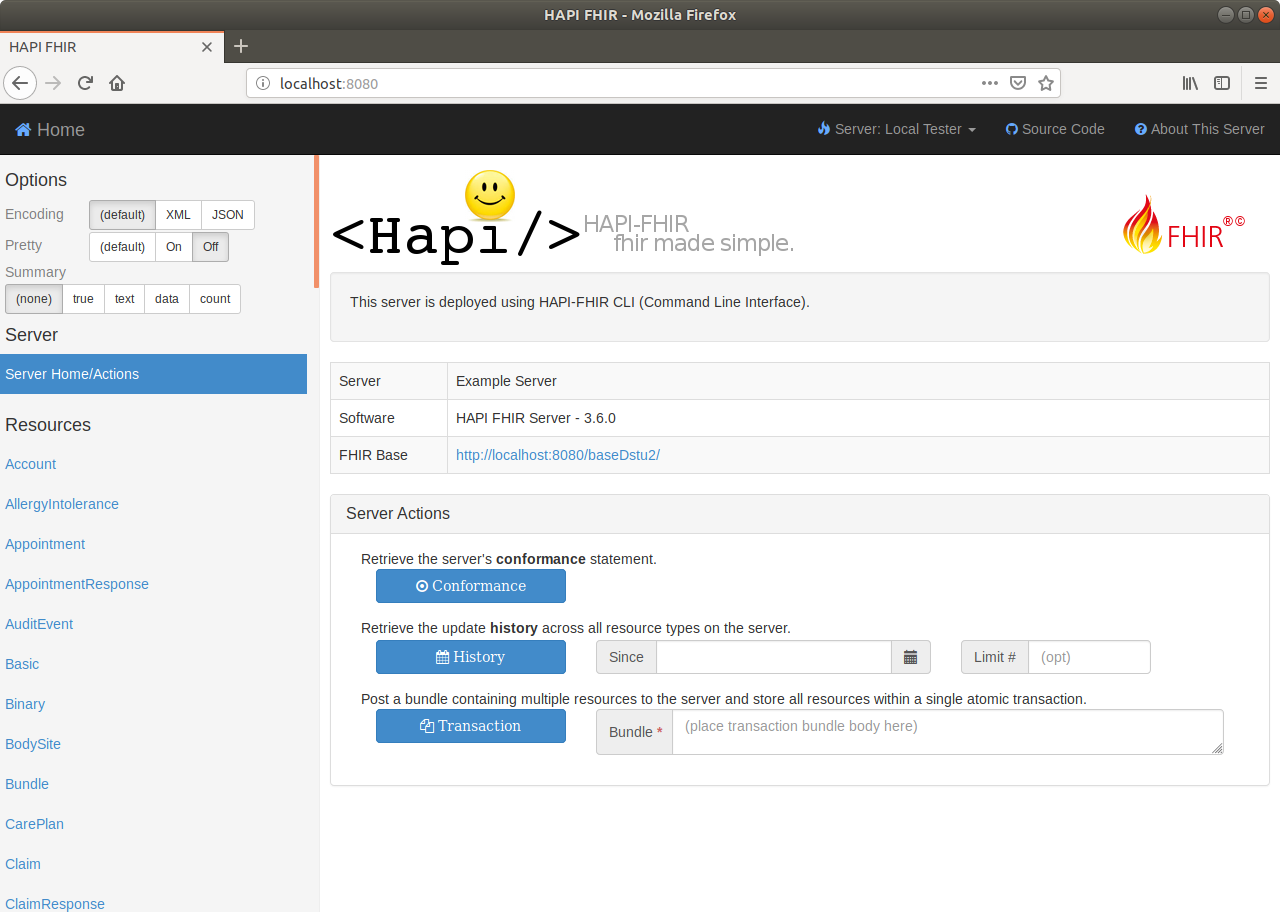 HAPI FHIR - Mozilla Firefox
HAPI FHIR
localhost:8080
Home
Server: Local Tester
Source Code
About This Server
Options
Encoding (default) XML JSON
Pretty (default) On Off
Summary
(none) true text data count
Server
Server Home/Actions
Resources
Account
AllergyIntolerance
Appointment
AppointmentResponse
AuditEvent
Basic
Binary
BodySite
Bundle
CarePlan
Claim
ClaimResponse
<Hapi/>
HAPI-FHIR
fhir made simple.
FHIR®©
This server is deployed using HAPI-FHIR CLI (Command Line Interface).
Server Example Server
Software HAPI FHIR Server - 3.6.0
FHIR Base http://localhost:8080/baseDstu2/
Server Actions
Retrieve the server's conformance statement.
Conformance
Retrieve the update history across all resource types on the server.
History Since Limit # (opt)
Post a bundle containing multiple resources to the server and store all resources within a single atomic transaction.
Transaction Bundle * (place transaction bundle body here)